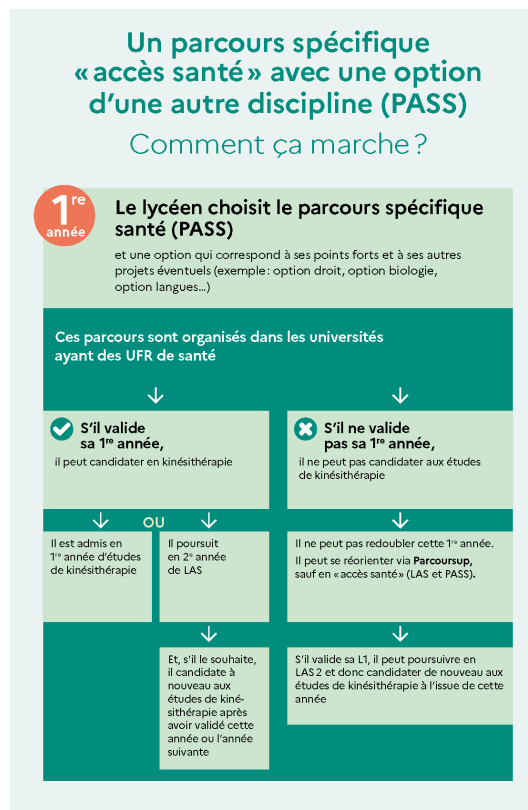 Un parcours spécifique
« accès santé » avec une option
d'une autre discipline (PASS)
Comment ça marche ?
1re
année
Le lycéen choisit le parcours spécifique
santé (PASS)
et une option qui correspond à ses points forts et à ses autres
projets éventuels (exemple : option droit, option biologie,
option langues…)
Ces parcours sont organisés dans les universités
ayant des UFR de santé
S'il valide
sa 1re année,
il peut candidater en kinésithérapie
S'il ne valide
pas sa 1re année,
il ne peut pas candidater aux études
de kinésithérapie
OU
Il est admis en
1re année d'études
de kinésithérapie
Il poursuit
en 2e année
de LAS
Il ne peut pas redoubler cette 1re année.
Il peut se réorienter via Parcoursup,
sauf en « accès santé » (LAS et PASS).
Et, s'il le souhaite,
il candidate à
nouveau aux
études de kiné-
sithérapie après
avoir validé cette
année ou l'année
suivante
S'il valide sa L1, il peut poursuivre en
LAS 2 et donc candidater de nouveau aux
études de kinésithérapie à l'issue de cette
année